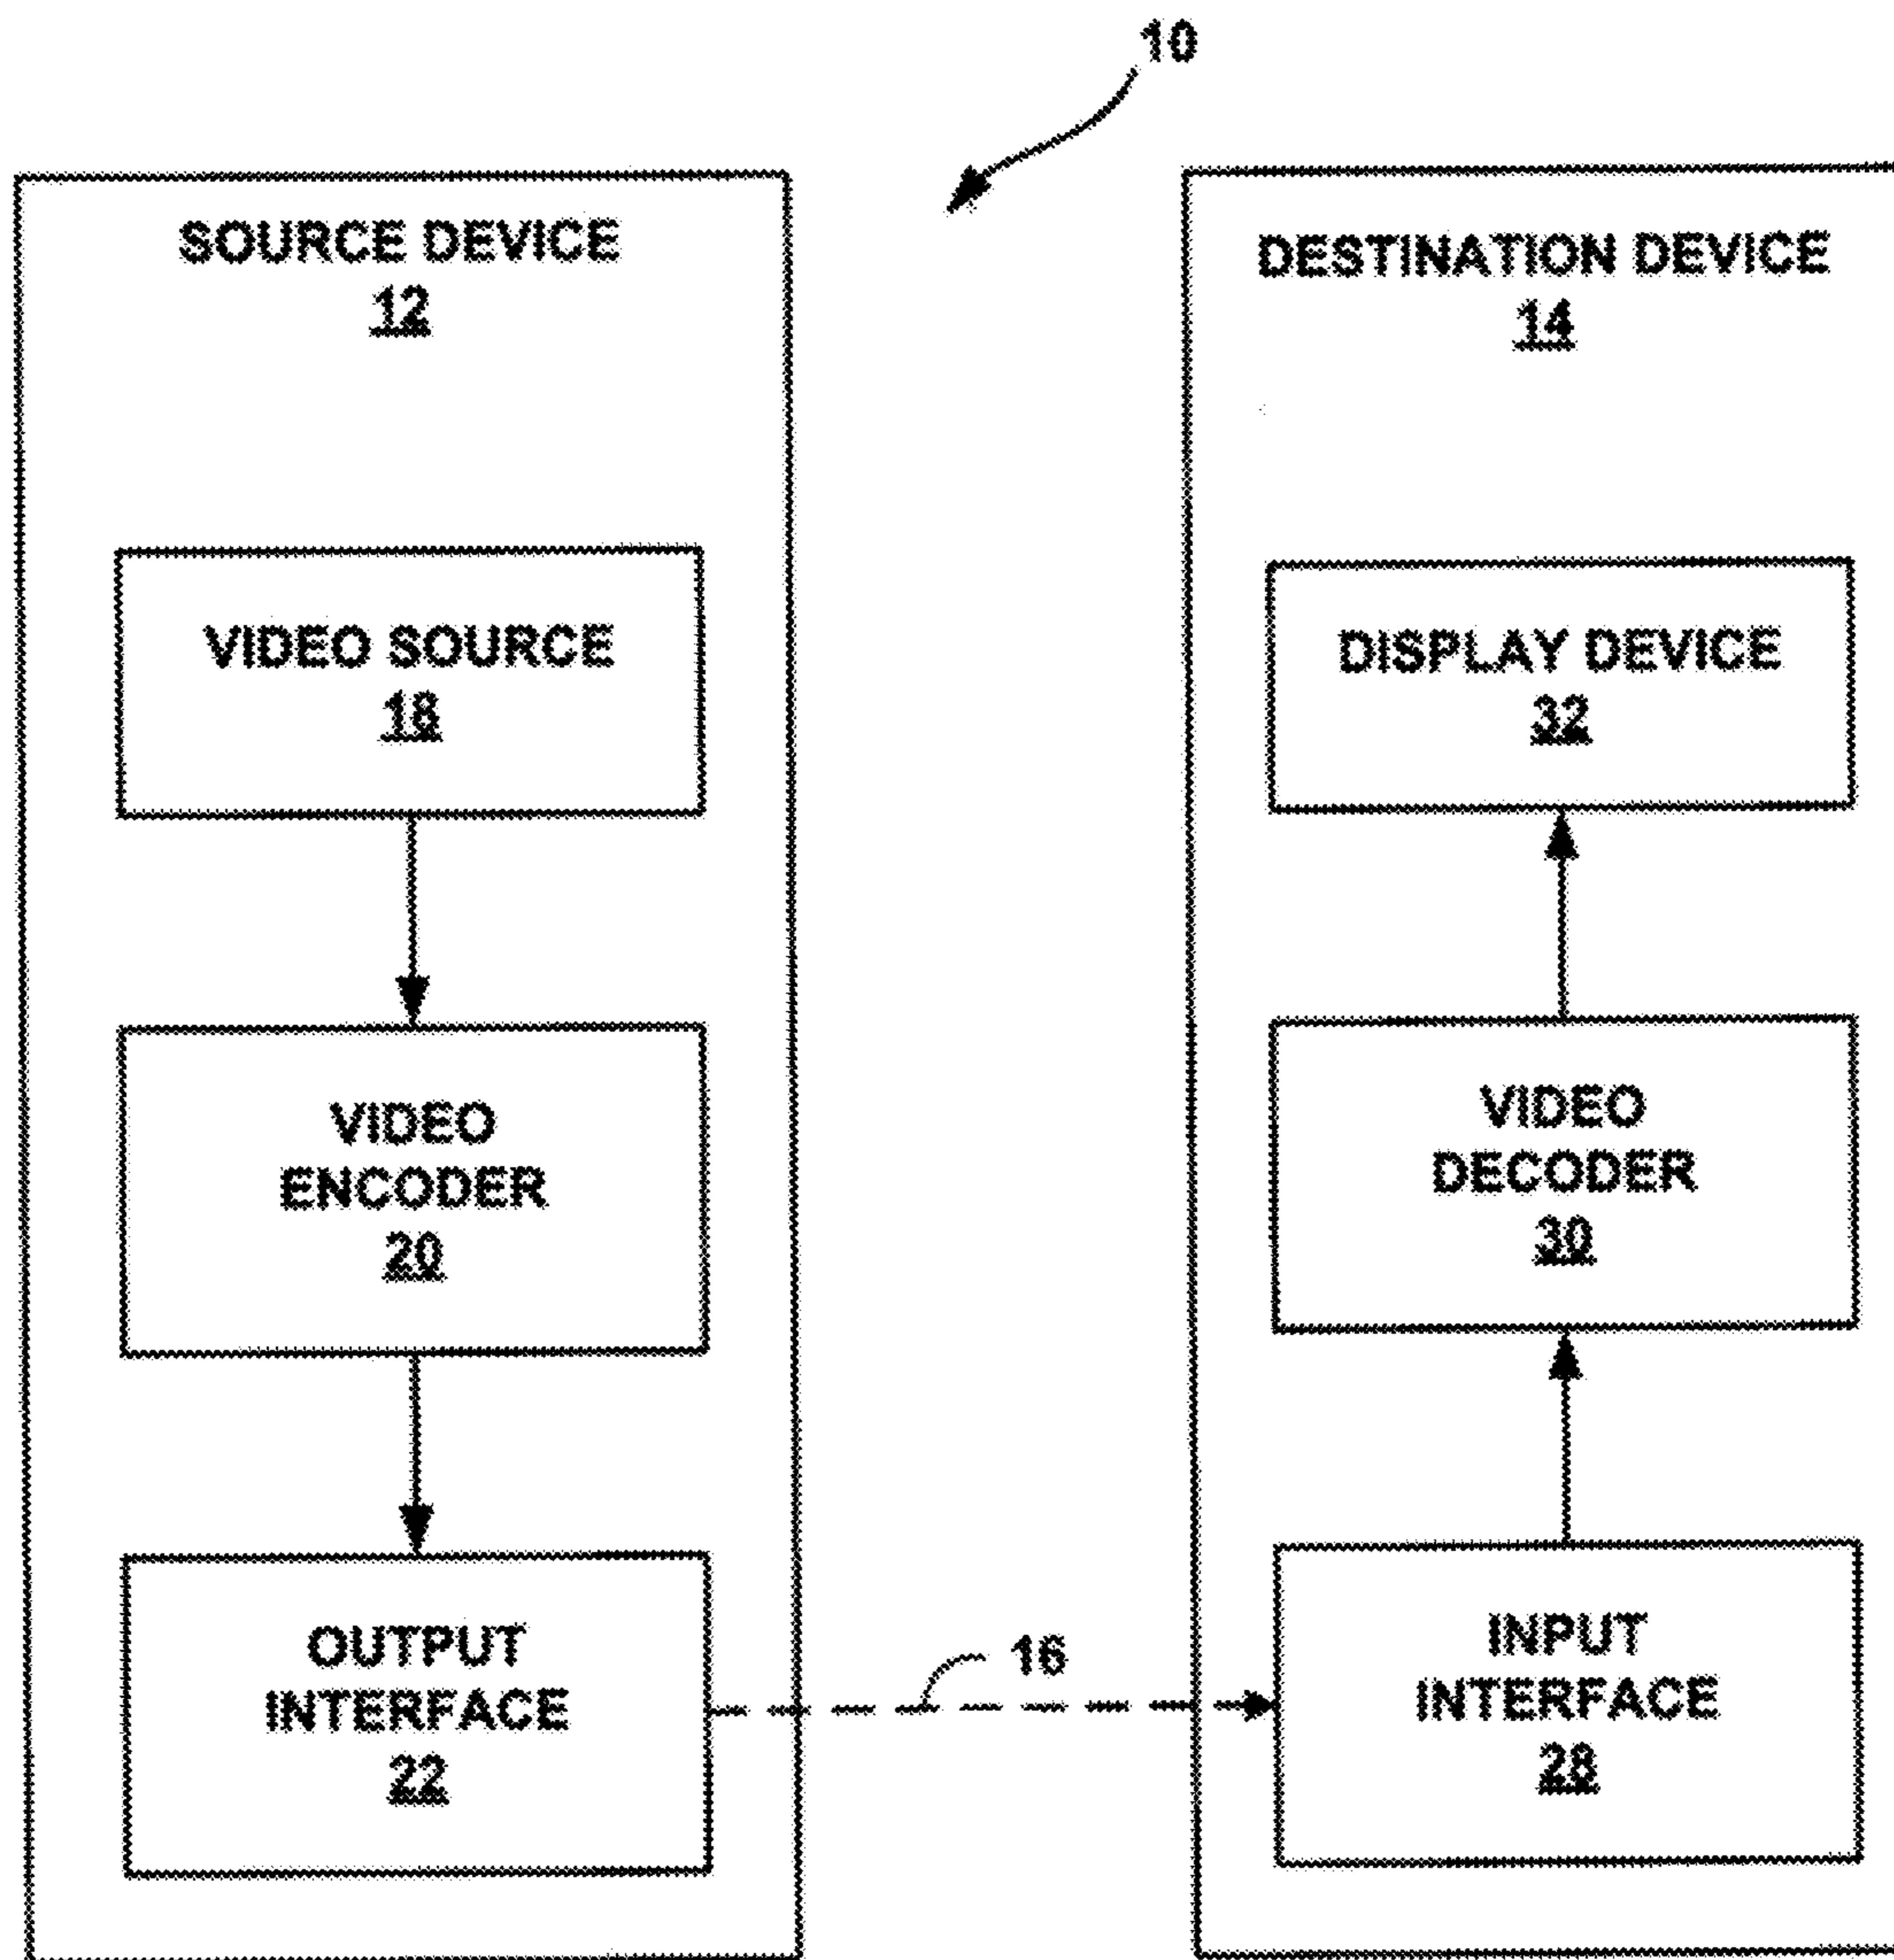 10
SOURCE DEVICE
12
VIDEO SOURCE
18
VIDEO
ENCODER
20
OUTPUT
INTERFACE
22
16
DESTINATION DEVICE
14
DISPLAY DEVICE
32
VIDEO
DECODER
30
INPUT
INTERFACE
28